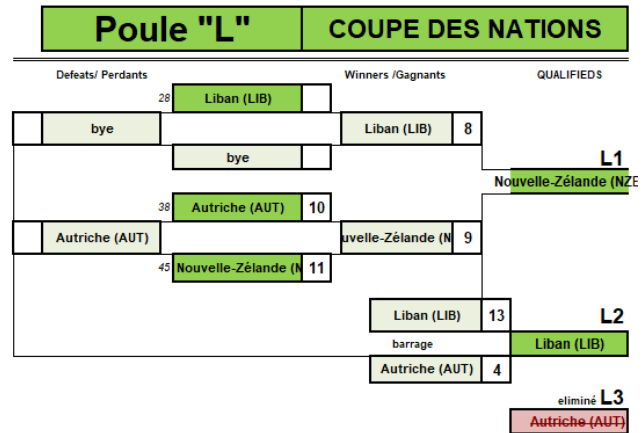 Poule "L" COUPE DES NATIONS
Defeats/ Perdants Winners /Gagnants QUALIFIEDS
28 Liban (LIB)
bye Liban (LIB) 8
bye L1
Nouvelle-Zélande (NZE
38 Autriche (AUT) 10
Autriche (AUT) uvelle-Zélande (N 9
45 Nouvelle-Zélande (N 11
Liban (LIB) 13 L2
barrage Liban (LIB)
Autriche (AUT) 4
eliminé L3
Autriche (AUT)